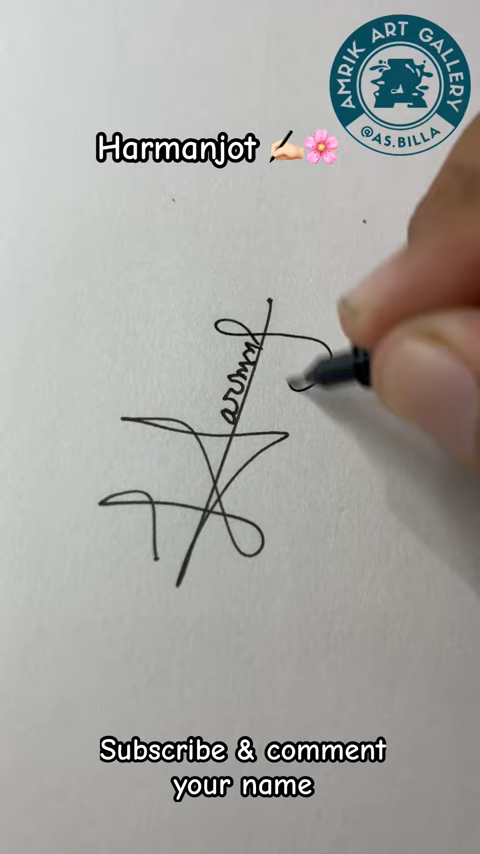 AMRIK ART GALLERY
@AS.BILLA
Harmanjot ✍🏻🌸
Subscribe & comment
your name